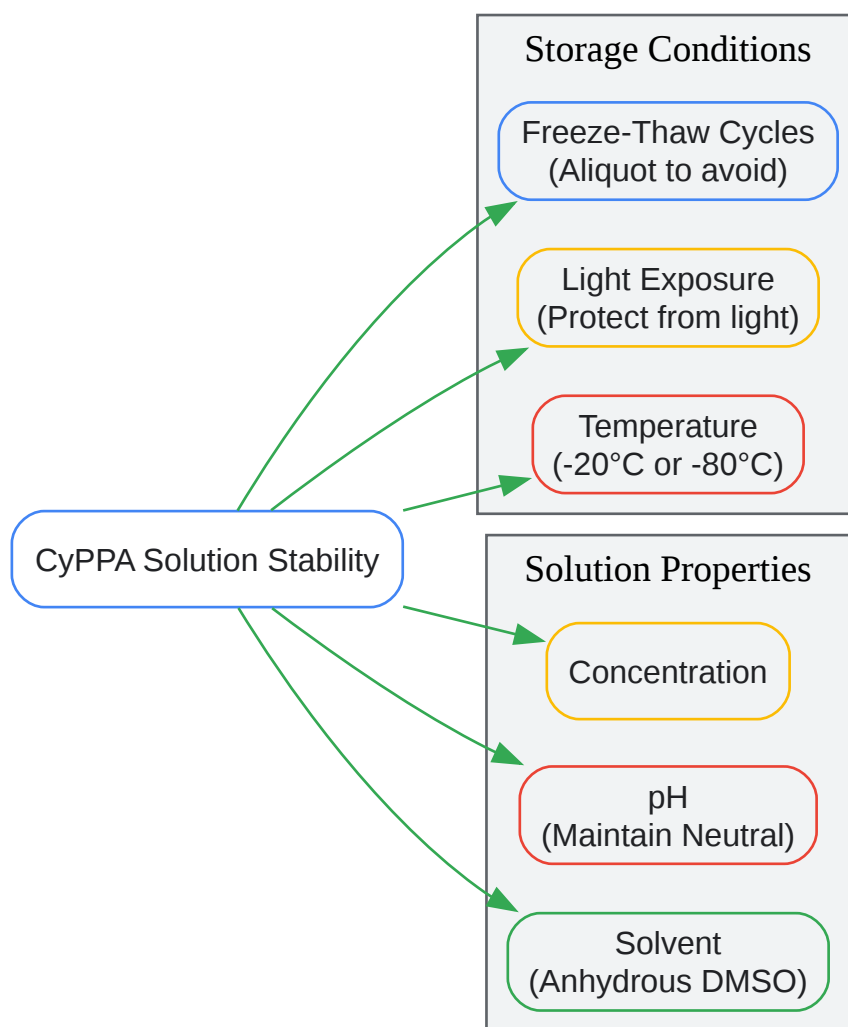 Storage Conditions
Freeze-Thaw Cycles
(Aliquot to avoid)
Light Exposure
(Protect from light)
Temperature
(-20°C or -80°C)
CyPPA Solution Stability
Solution Properties
Concentration
pH
(Maintain Neutral)
Solvent
(Anhydrous DMSO)